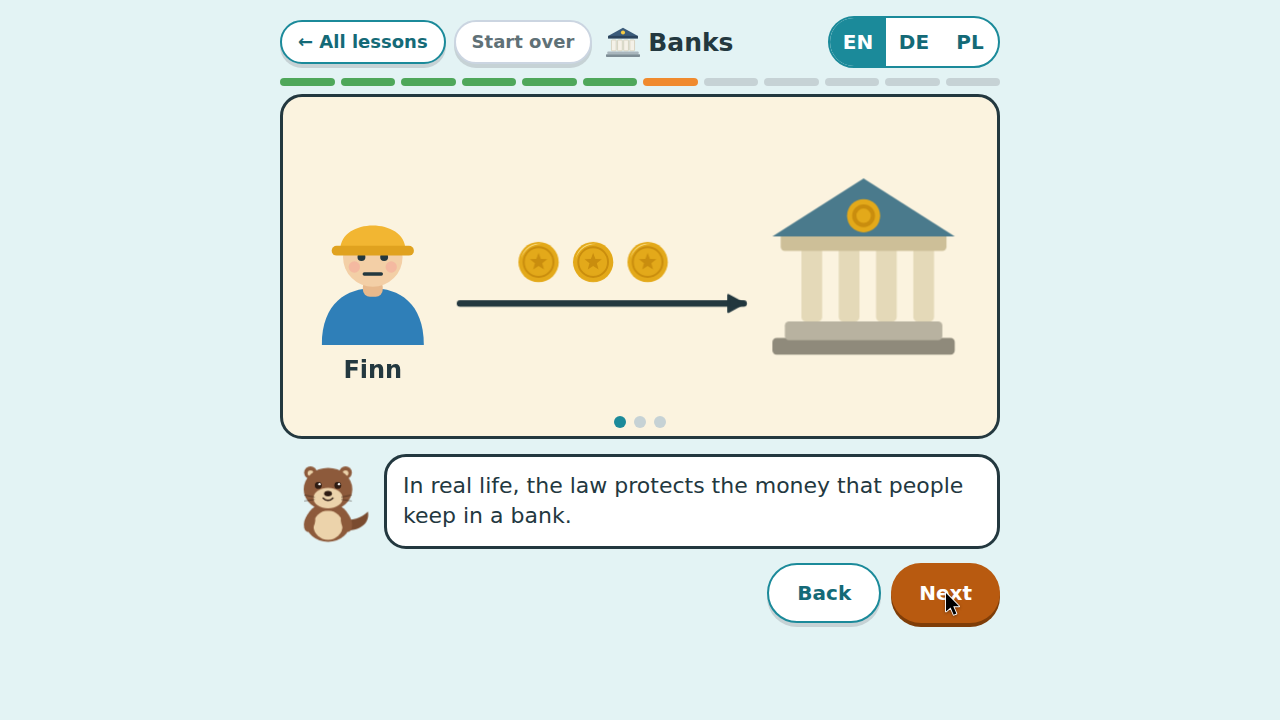 ← All lessons
Start over
Banks
EN DE PL
Finn
In real life, the law protects the money that people
keep in a bank.
Back
Next